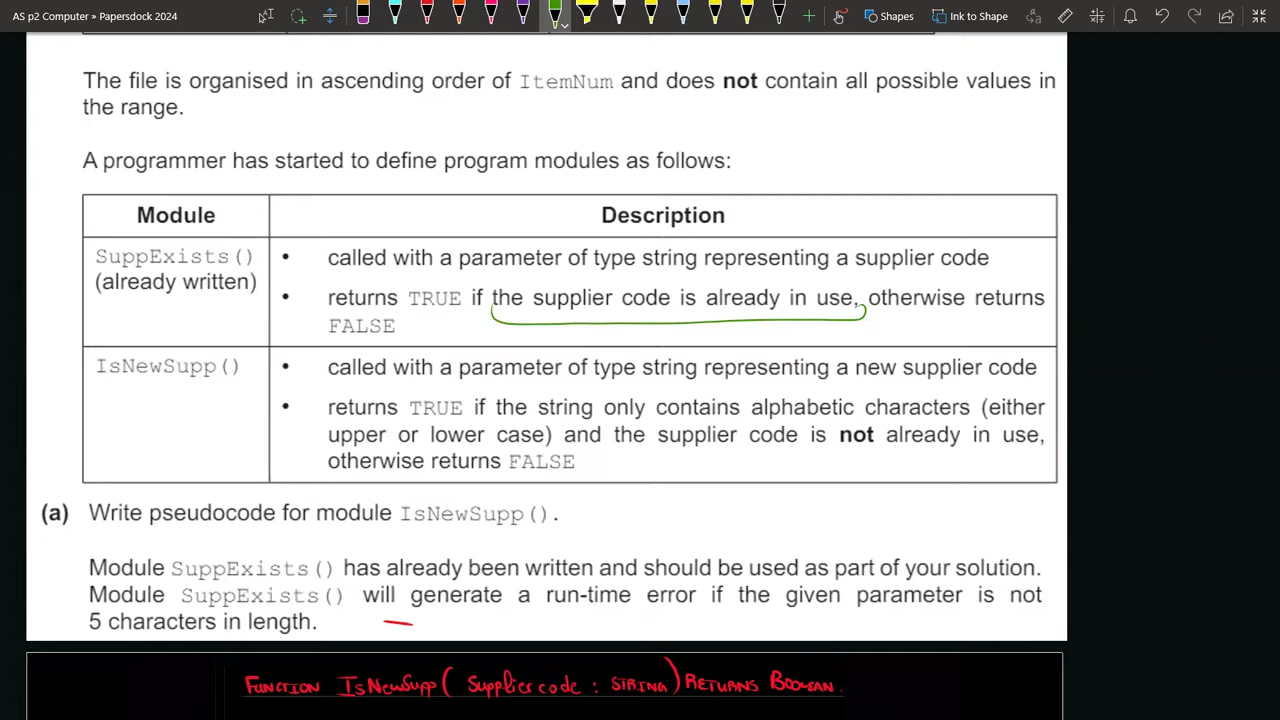 AS p2 Computer » Papersdock 2024
Shapes
Ink to Shape
The file is organised in ascending order of ItemNum and does not contain all possible values in
the range.
A programmer has started to define program modules as follows:
Module
Description
SuppExists()
(already written)
• called with a parameter of type string representing a supplier code
• returns TRUE if the supplier code is already in use, otherwise returns
FALSE
IsNewSupp()
• called with a parameter of type string representing a new supplier code
• returns TRUE if the string only contains alphabetic characters (either
upper or lower case) and the supplier code is not already in use,
otherwise returns FALSE
(a) Write pseudocode for module IsNewSupp().
Module SuppExists() has already been written and should be used as part of your solution.
Module SuppExists() will generate a run-time error if the given parameter is not
5 characters in length.
FUNCTION IsNewSupp( Suppliercode : STRING) RETURNS BOOLEAN.